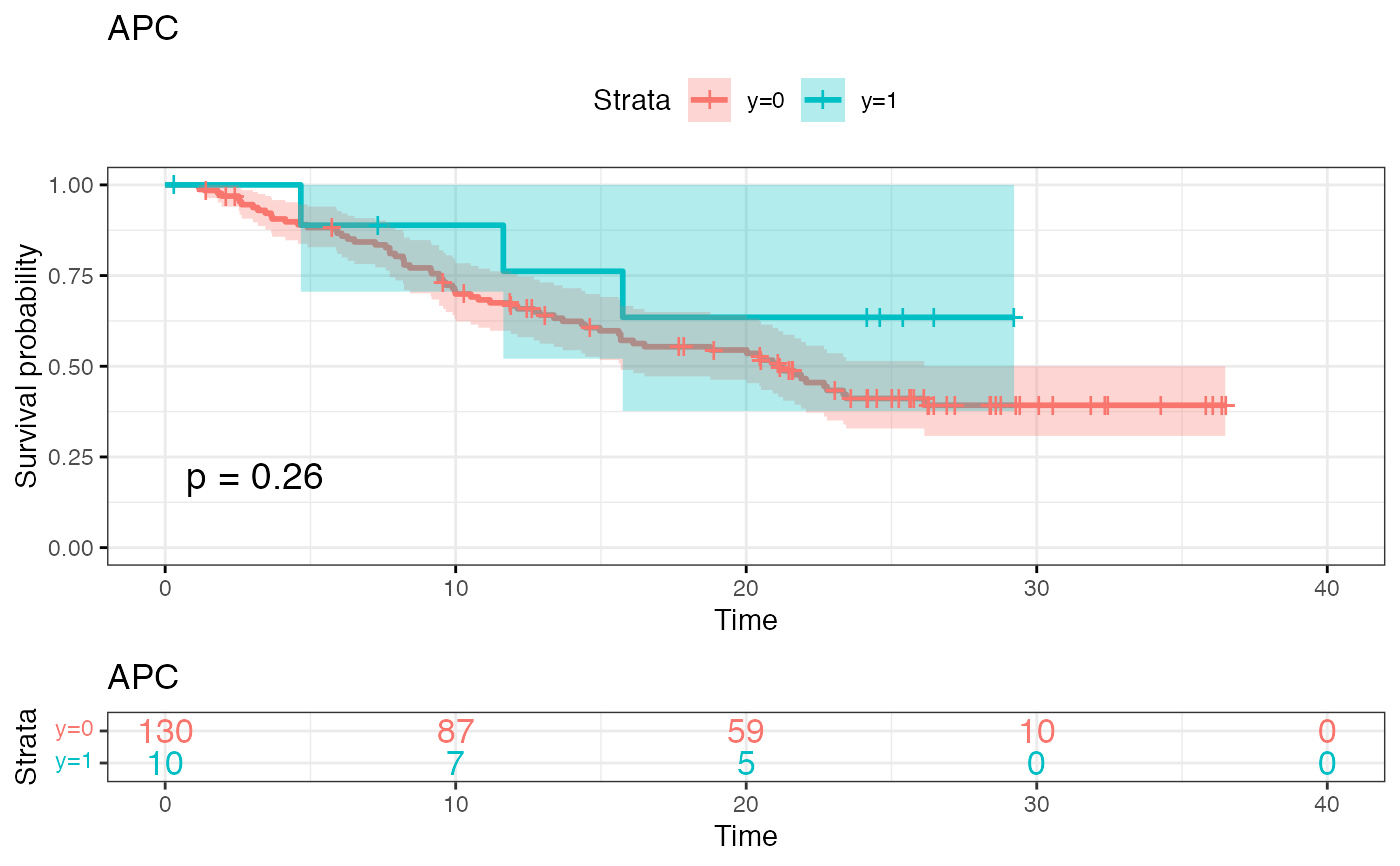 APC
Strata y=0 y=1
Survival probability
1.00
0.75
0.50
0.25
0.00
p = 0.26
0 10 20 30 40
Time
APC
Strata
y=0 130 87 59 10 0
y=1 10 7 5 0 0
0 10 20 30 40
Time